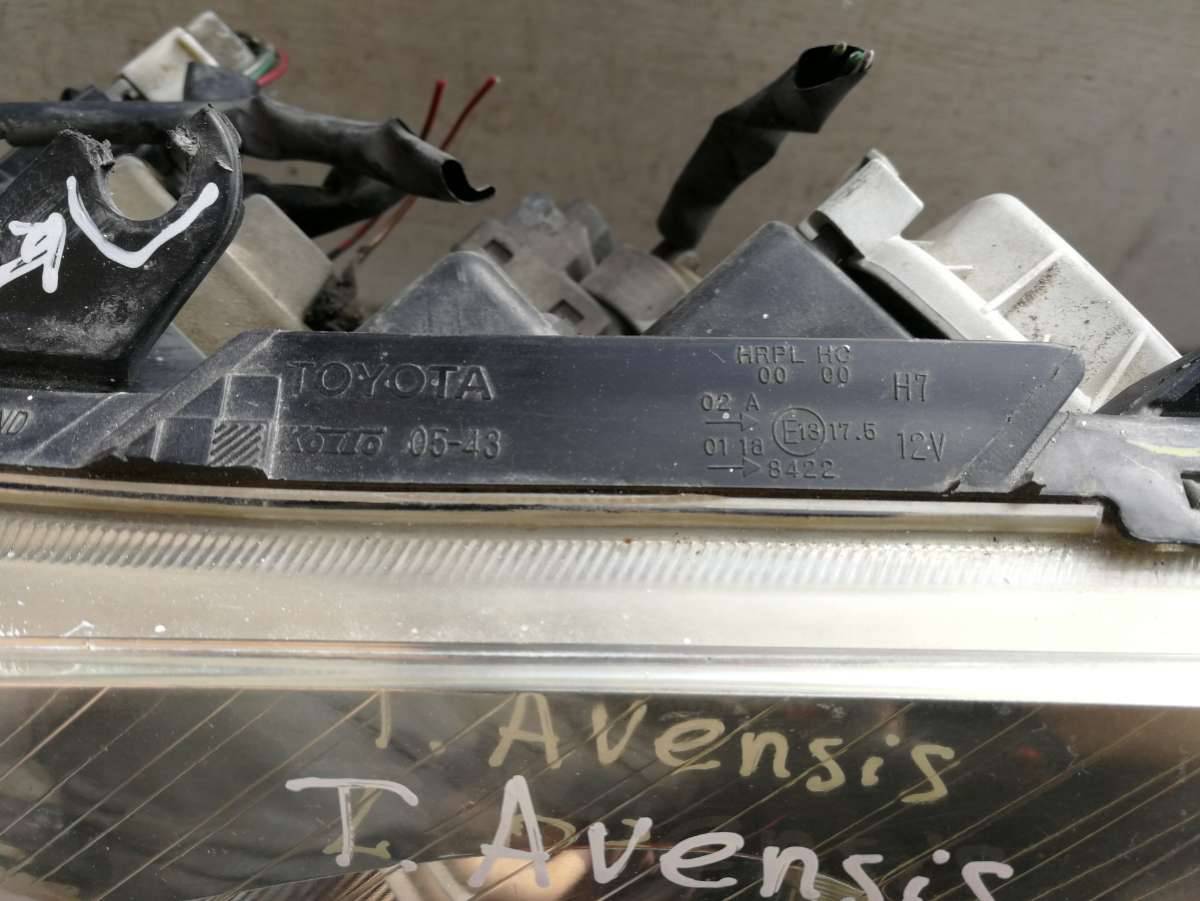 TOYOTA
KOITO 05-43
HRPL HC
00 00
H7
02 A
01 18
E13 17.5
8422
12V
ND
T. Avensis
T. Avensis